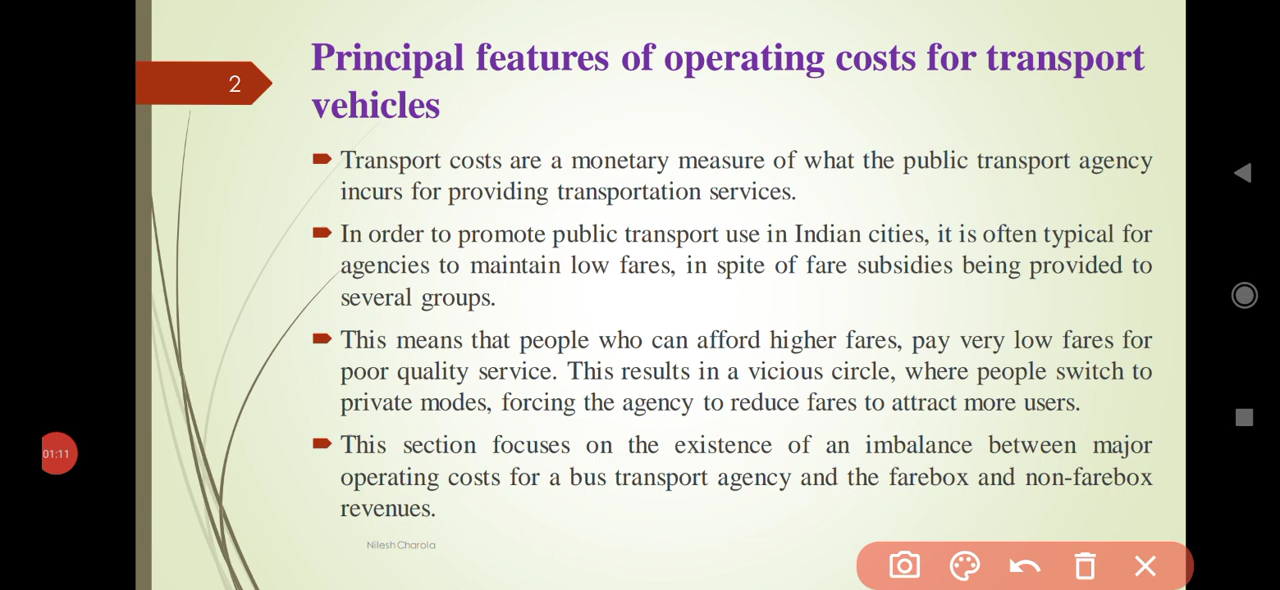 2
Principal features of operating costs for transport
vehicles
Transport costs are a monetary measure of what the public transport agency
incurs for providing transportation services.
In order to promote public transport use in Indian cities, it is often typical for
agencies to maintain low fares, in spite of fare subsidies being provided to
several groups.
This means that people who can afford higher fares, pay very low fares for
poor quality service. This results in a vicious circle, where people switch to
private modes, forcing the agency to reduce fares to attract more users.
This section focuses on the existence of an imbalance between major
operating costs for a bus transport agency and the farebox and non-farebox
revenues.
01:11
Nilesh Charola